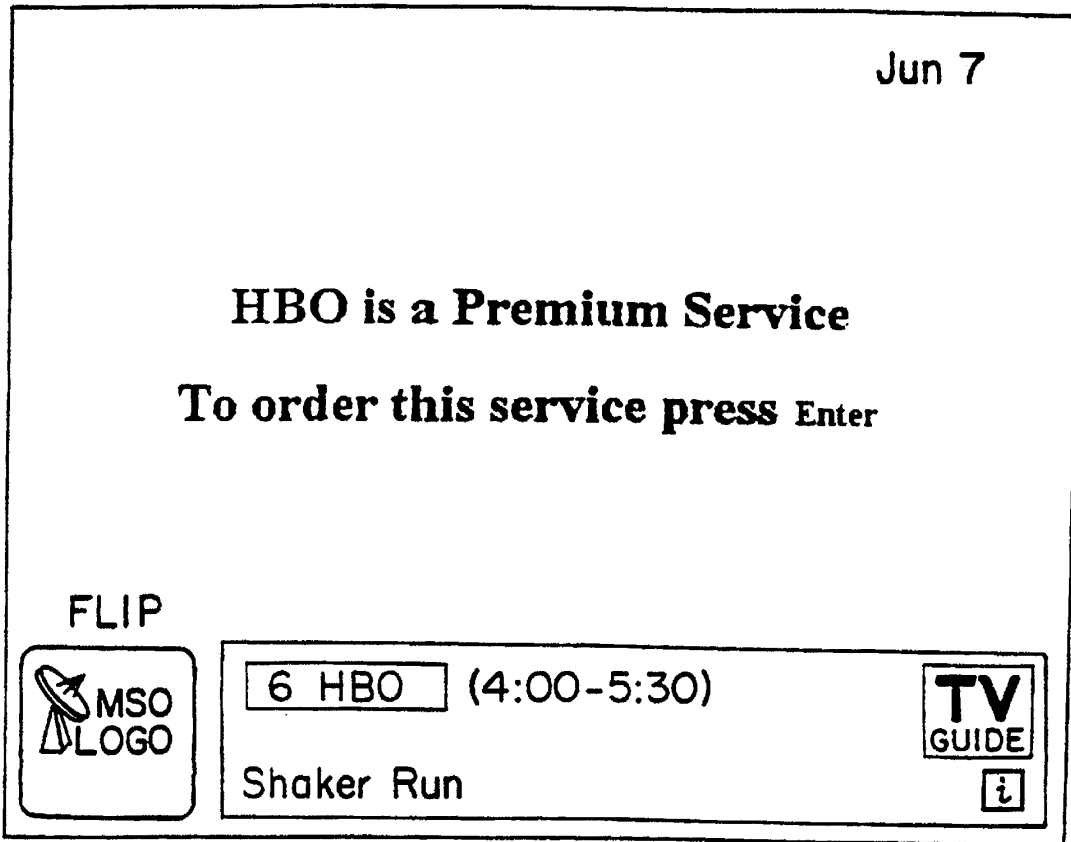 Jun 7
HBO is a Premium Service
To order this service press Enter
FLIP
MSO
LOGO
6 HBO (4:00-5:30)
Shaker Run
TV
GUIDE
i